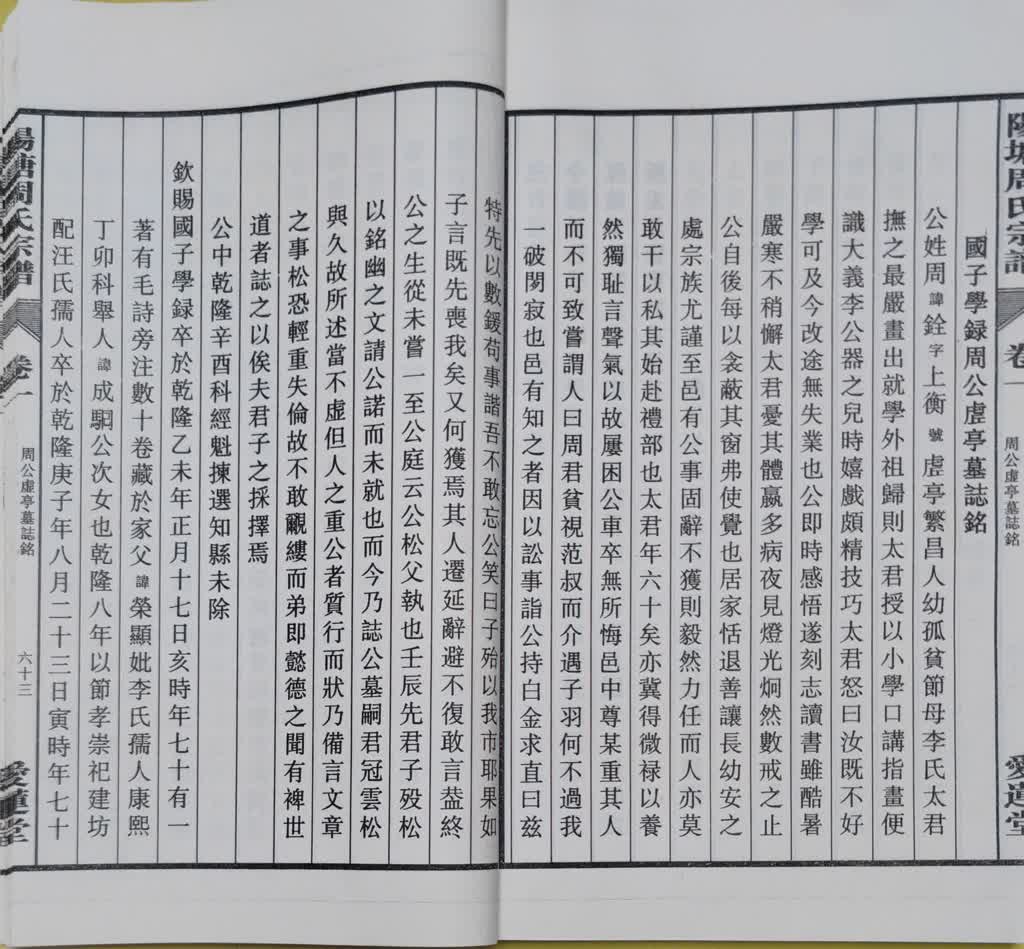 陽塘周氏宗譜
卷一
周公虛亭墓誌銘
愛蓮堂
國子學録周公虛亭墓誌銘
公姓周諱銓字上衡號虛亭繁昌人幼孤貧節母李氏太君
撫之最嚴畫出就學外祖歸則太君授以小學口講指畫便
識大義李公器之兒時嬉戲頗精技巧太君怒曰汝既不好
學可及今改途無失業也公即時感悟遂刻志讀書雖酷暑
嚴寒不稍懈太君憂其體嬴多病夜見燈光炯然數戒之止
公自後每以衾蔽其窗弗使覺也居家恬退善讓長幼安之
處宗族尤謹至邑有公事固辭不獲則毅然力任而人亦莫
敢干以私其始赴禮部也太君年六十矣亦冀得微禄以養
然獨耻言聲氣以故屢困公車卒無所悔邑中尊某重其人
而不可致嘗謂人曰周君貧視范叔而介遇子羽何不過我
一破閡寂也邑有知之者因以訟事詣公持白金求直曰兹
特先以數鍰苟事諧吾不敢忘公笑曰子殆以我市耶果如
子言既先喪我矣又何獲焉其人遷延辭避不復敢言葢終
公之生從未嘗一至公庭云公松父執也壬辰先君子殁松
以銘幽之文請公諾而未就也而今乃誌公墓嗣君冠雲松
與久故所述當不虛但人之重公者質行而狀乃備言文章
之事松恐輕重失倫故不敢覼縷而弟即懿德之聞有裨世
道者誌之以俟夫君子之採擇焉
公中乾隆辛酉科經魁揀選知縣未除
欽賜國子學録卒於乾隆乙未年正月十七日亥時年七十有一
著有毛詩旁注數十卷藏於家父諱榮顯妣李氏孺人康熙
丁卯科舉人諱成駉公次女也乾隆八年以節孝崇祀建坊
配汪氏孺人卒於乾隆庚子年八月二十三日寅時年七十
陽塘周氏宗譜
卷一
周公虛亭墓誌銘
六十三
愛蓮堂